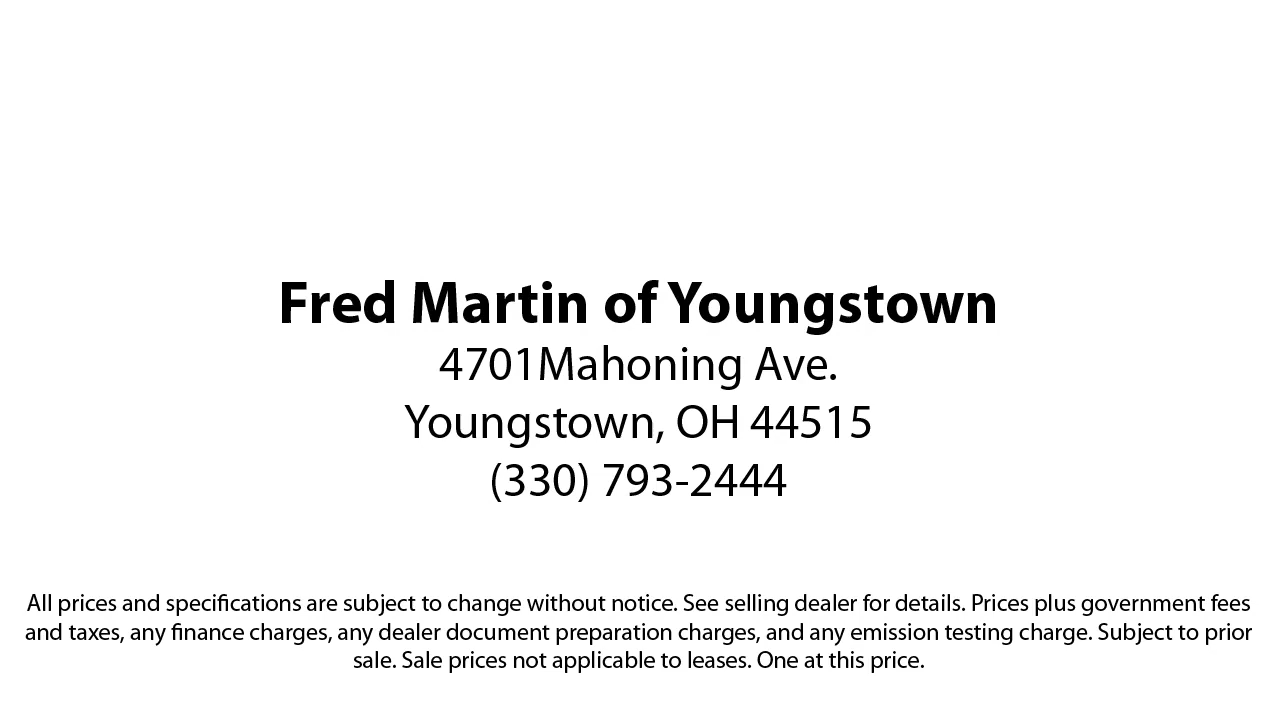 Fred Martin of Youngstown
4701Mahoning Ave.
Youngstown, OH 44515
(330) 793-2444
All prices and specifications are subject to change without notice. See selling dealer for details. Prices plus government fees
and taxes, any finance charges, any dealer document preparation charges, and any emission testing charge. Subject to prior
sale. Sale prices not applicable to leases. One at this price.